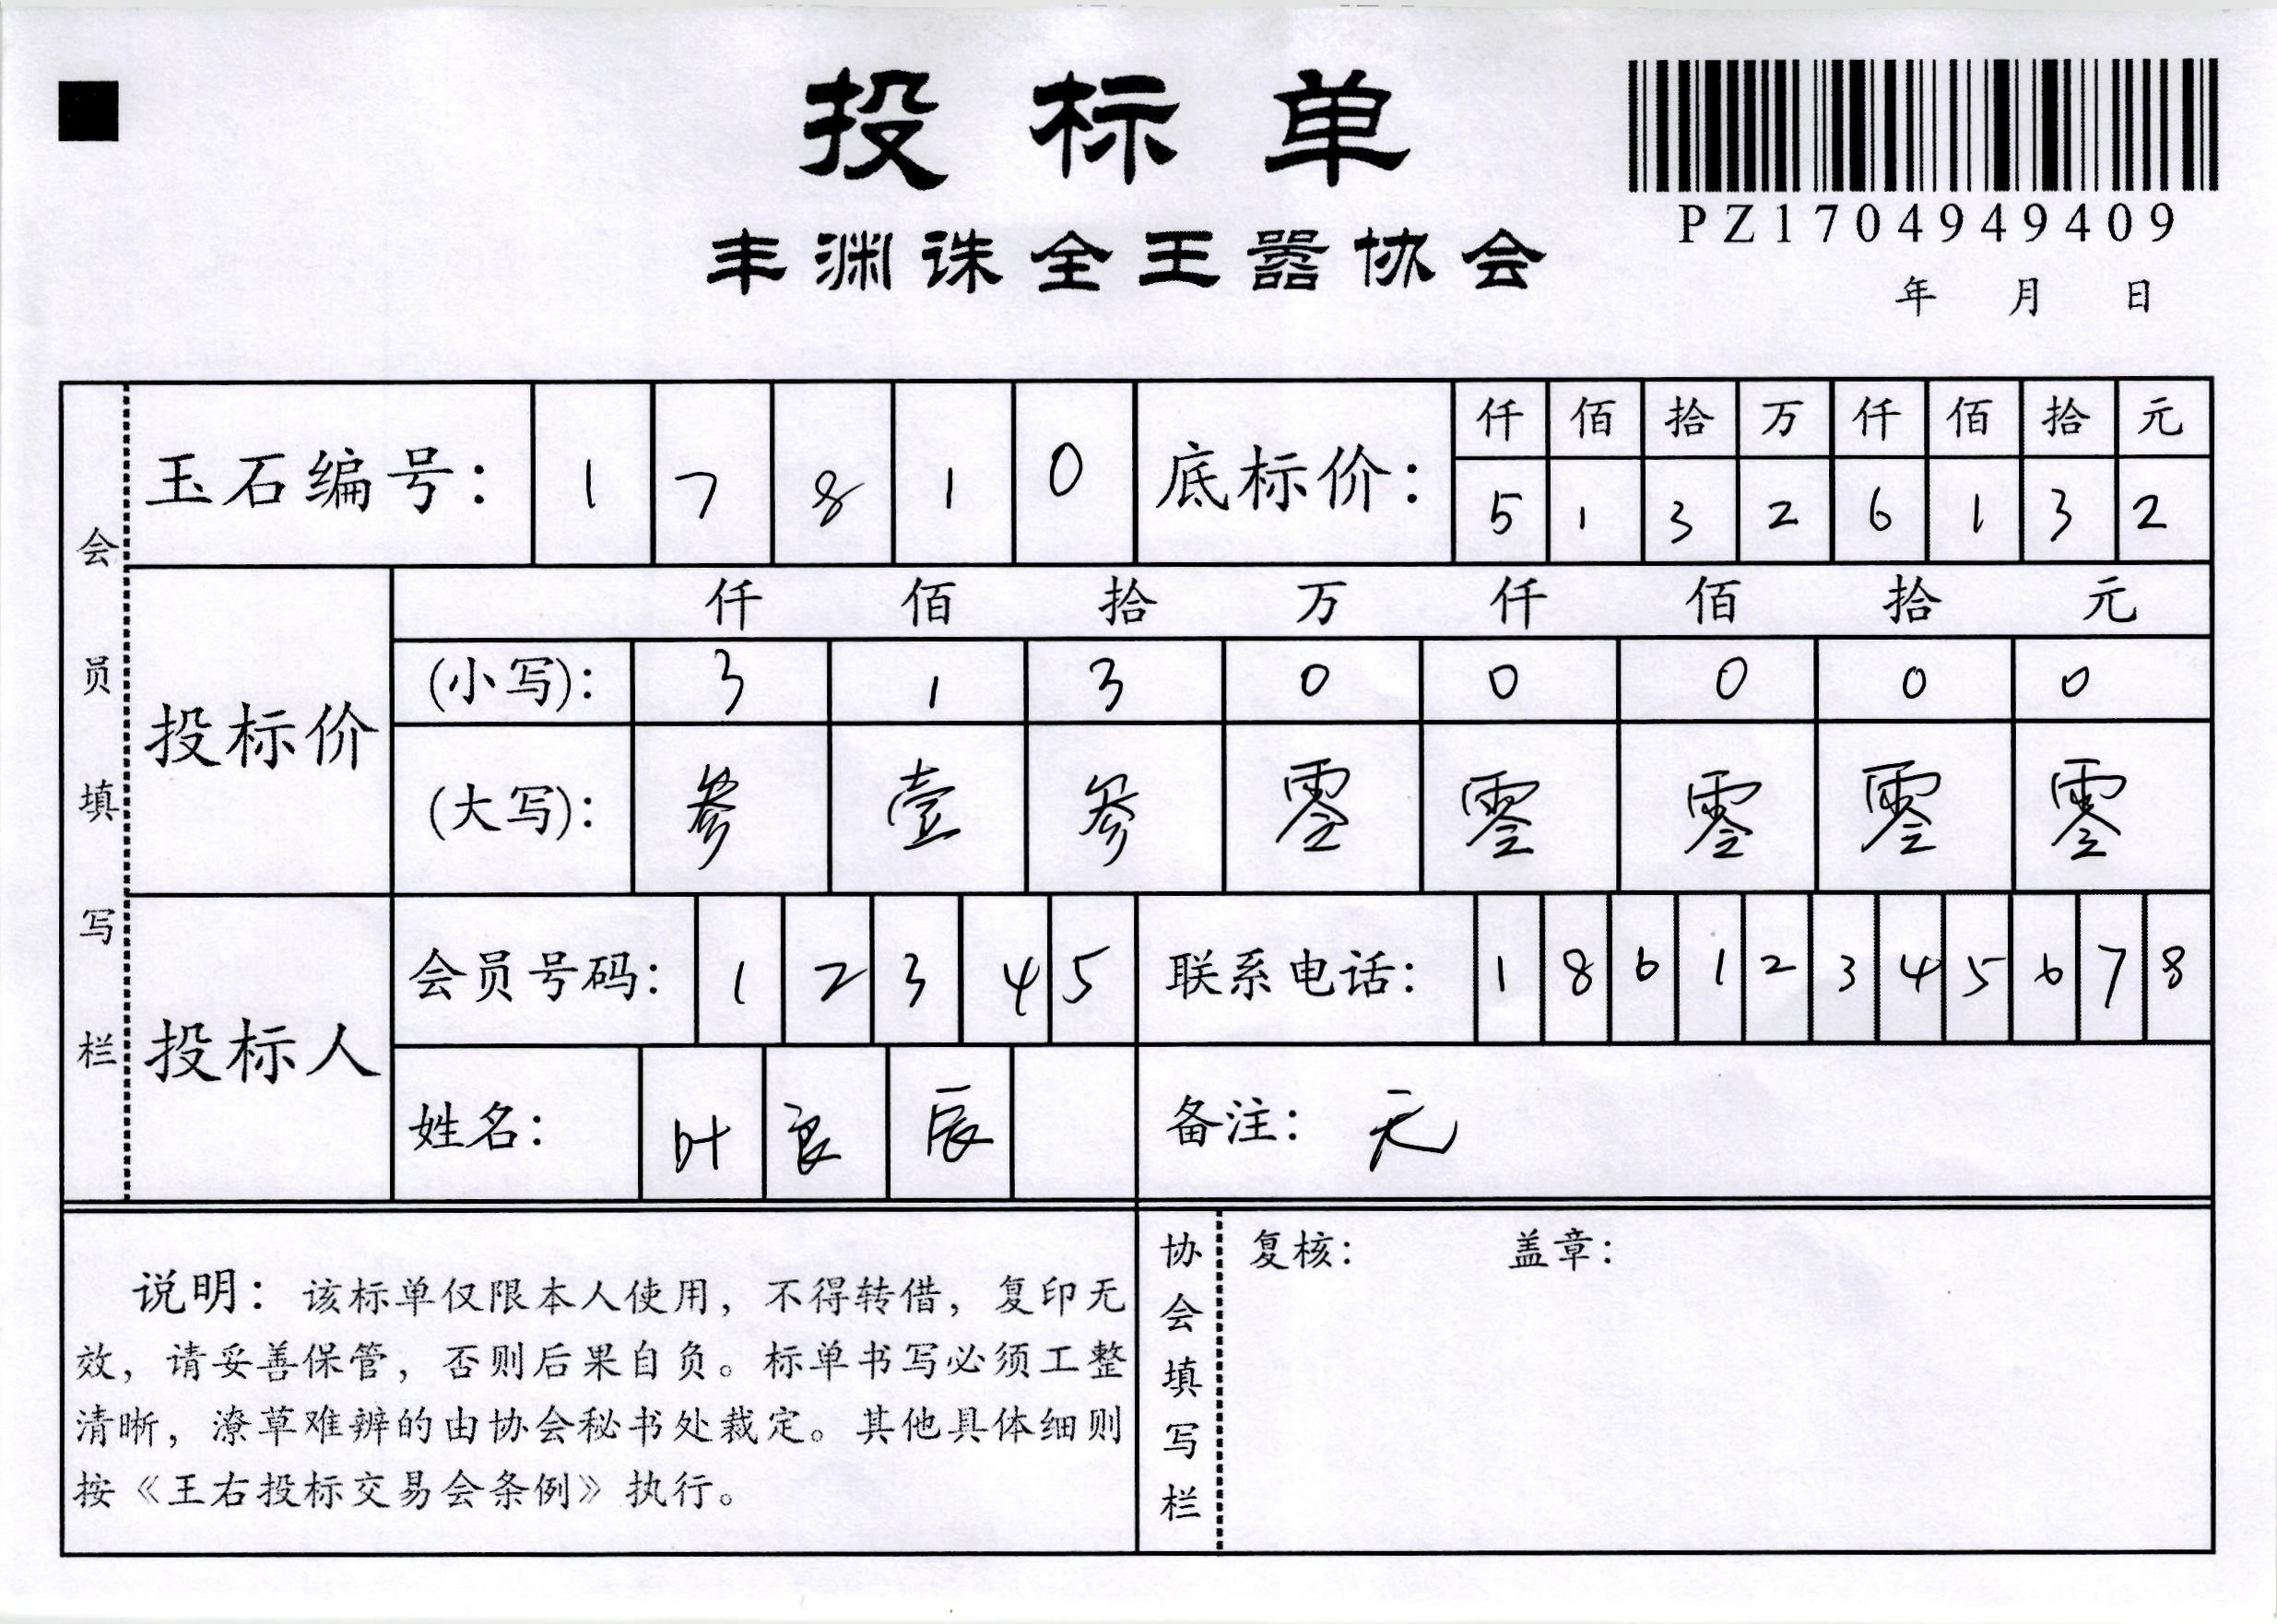 投标单
PZ1704949409
丰渊诛全王嚣协会
年 月 日
会员填写栏
玉石编号： 1 7 8 1 0
底标价： 仟 佰 拾 万 仟 佰 拾 元
5 1 3 2 6 1 3 2
投标价
仟 佰 拾 万 仟 佰 拾 元
(小写)： 3 1 3 0 0 0 0 0
(大写)： 叁 壹 叁 零 零 零 零 零
投标人
会员号码： 1 2 3 4 5
联系电话： 1 8 6 1 2 3 4 5 6 7 8
姓名： 叶 良 辰
备注： 无
说明：该标单仅限本人使用，不得转借，复印无
效，请妥善保管，否则后果自负。标单书写必须工整
清晰，潦草难辨的由协会秘书处裁定。其他具体细则
按《王右投标交易会条例》执行。
协会填写栏
复核： 盖章：